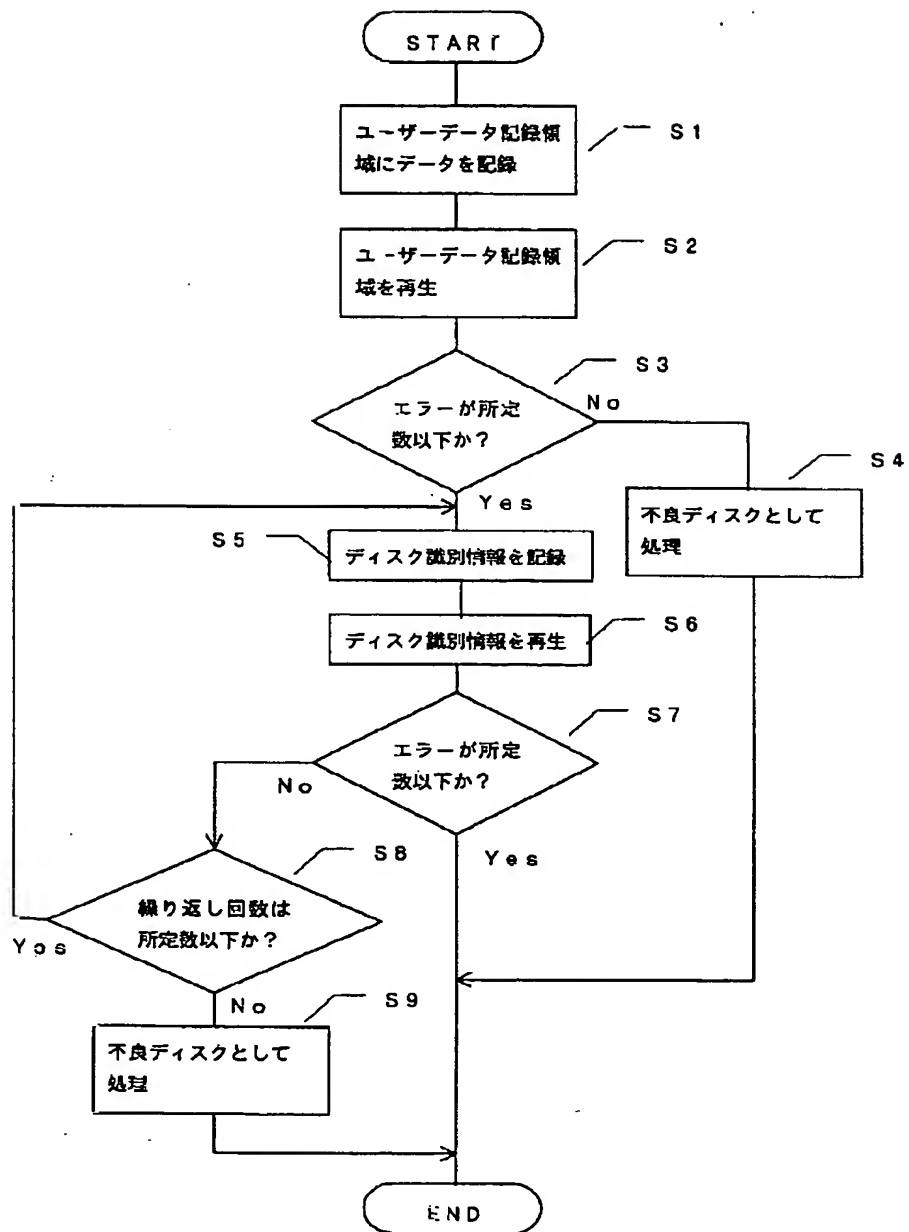 START
ユーザーデータ記録領
域にデータを記録
S1
ユーザーデータ記録領
域を再生
S2
エラーが所定
数以下か？
S3
No
Yes
不良ディスクとして
処理
S4
S5
ディスク識別情報を記録
ディスク識別情報を再生
S6
エラーが所定
数以下か？
S7
No
Yes
繰り返し回数は
所定数以下か？
S8
Yes
No
不良ディスクとして
処理
S9
END